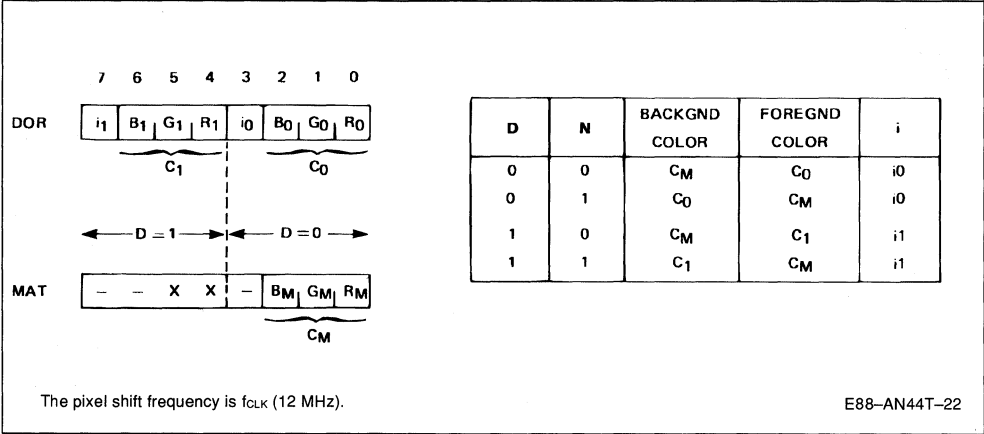 7 6 5 4 3 2 1 0
DOR i1 B1 G1 R1 i0 B0 G0 R0
C1 C0
D = 1 D = 0
MAT – – X X – BM GM RM
CM
D N BACKGND COLOR FOREGND COLOR i
0 0 CM C0 i0
0 1 C0 CM i0
1 0 CM C1 i1
1 1 C1 CM i1
The pixel shift frequency is fCLK (12 MHz).
E88–AN44T–22